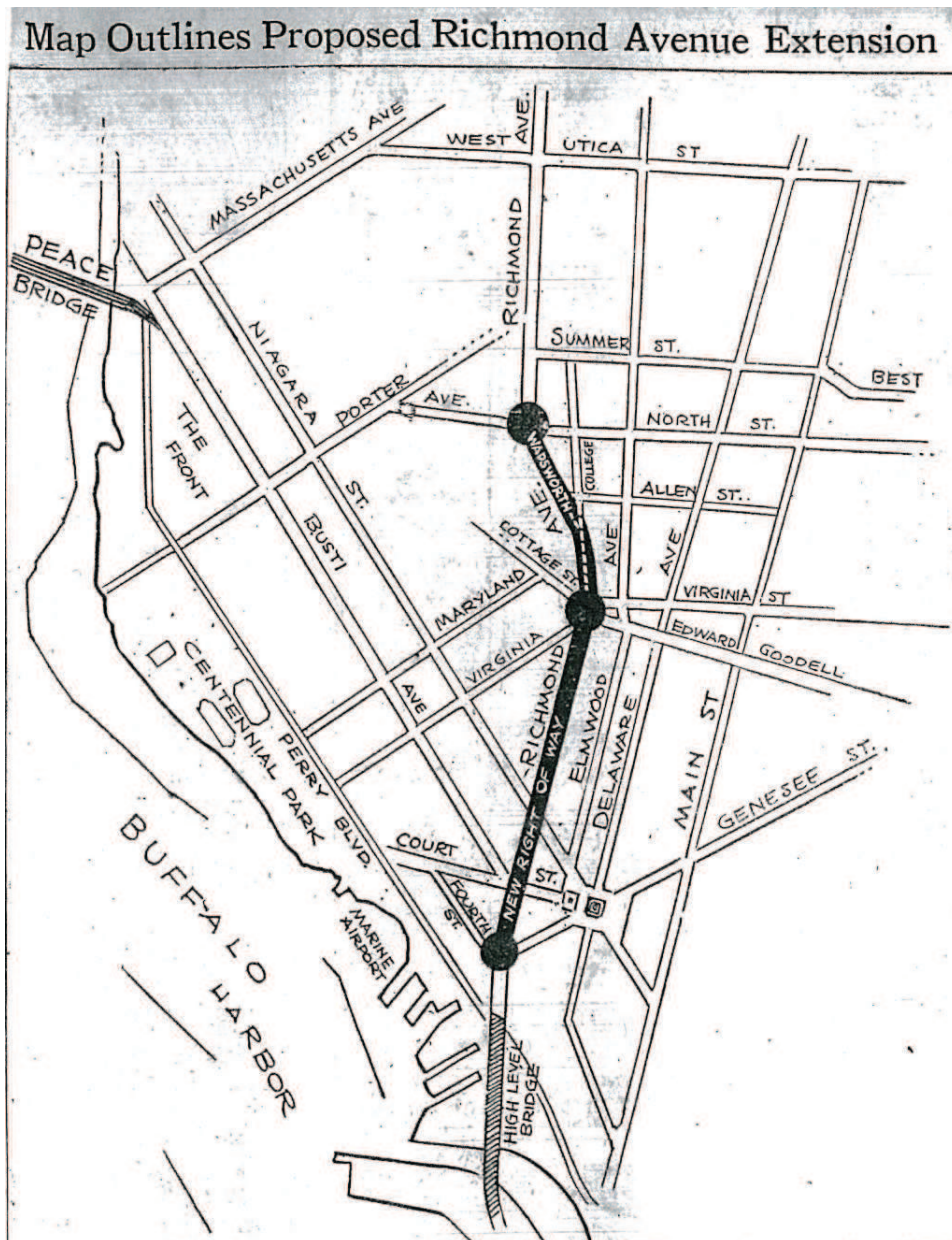 Map Outlines Proposed Richmond Avenue Extension
MASSACHUSETTS AVE
WEST
AVE.
UTICA
ST
PEACE
BRIDGE
RICHMOND
NIAGARA
ST.
SUMMER ST.
BEST
PORTER
AVE.
NORTH ST.
THE
FRONT
WADSWORTH
AVE
COLLEGE
ALLEN ST.
BUSTI
AVE
COTTAGE ST.
AVE
AVE
MARYLAND
VIRGINIA ST
VIRGINIA
EDWARD
GOODELL
CENTENNIAL
PARK
PERRY
BLVD.
RICHMOND
NEW RIGHT OF WAY
ELMWOOD
DELAWARE
MAIN ST
GENESEE ST.
COURT
ST.
FOURTH
ST.
BUFFALO
HARBOR
MARINE
AIRPORT
HIGH LEVEL
BRIDGE